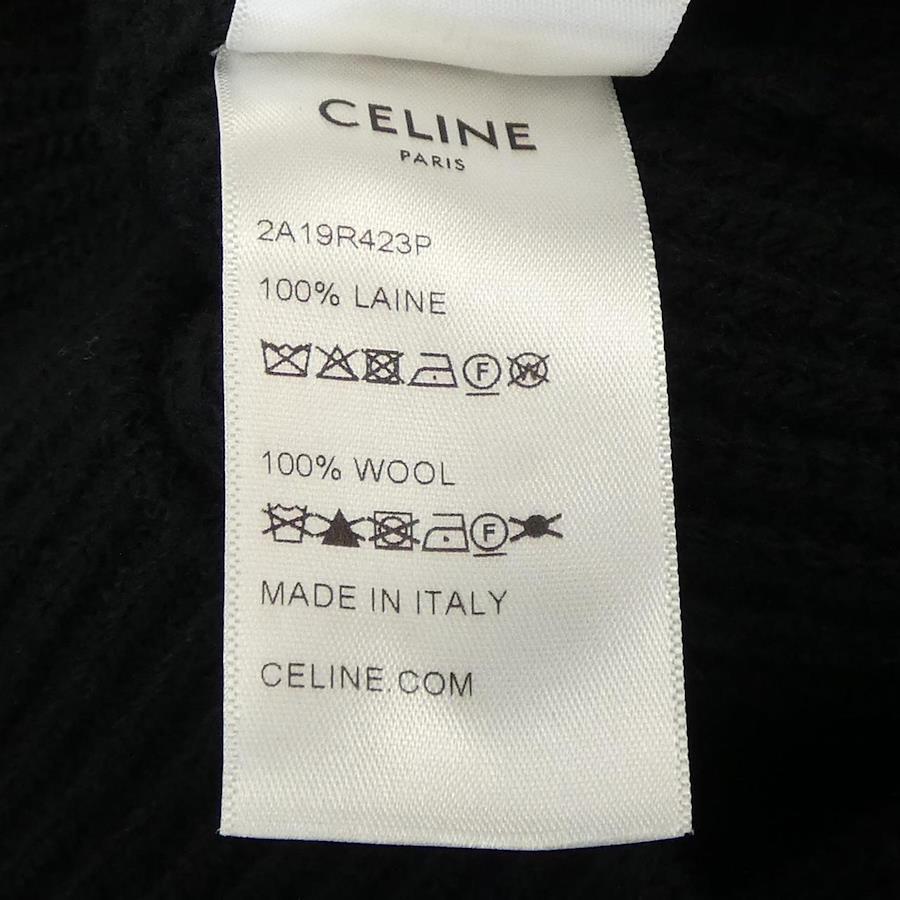 CELINE
PARIS
2A19R423P
100% LAINE
F W
100% WOOL
F
MADE IN ITALY
CELINE.COM